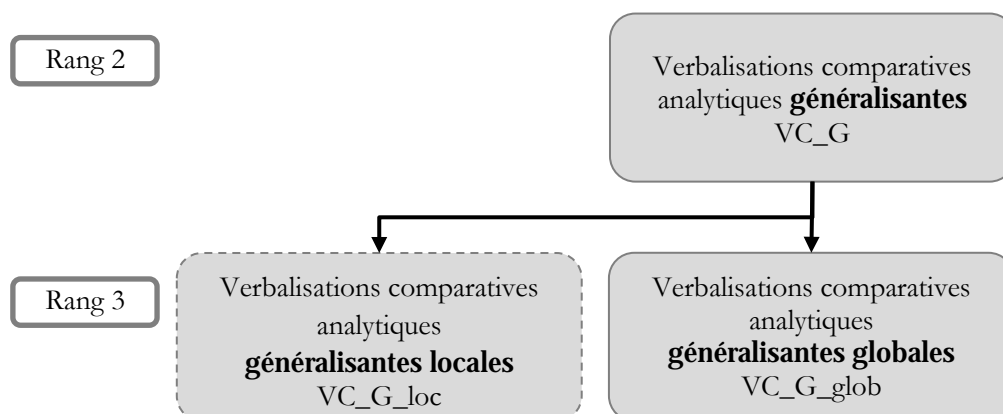 Rang 2
Verbalisations comparatives
analytiques généralisantes
VC_G
Rang 3
Verbalisations comparatives
analytiques
généralisantes locales
VC_G_loc
Verbalisations comparatives
analytiques
généralisantes globales
VC_G_glob